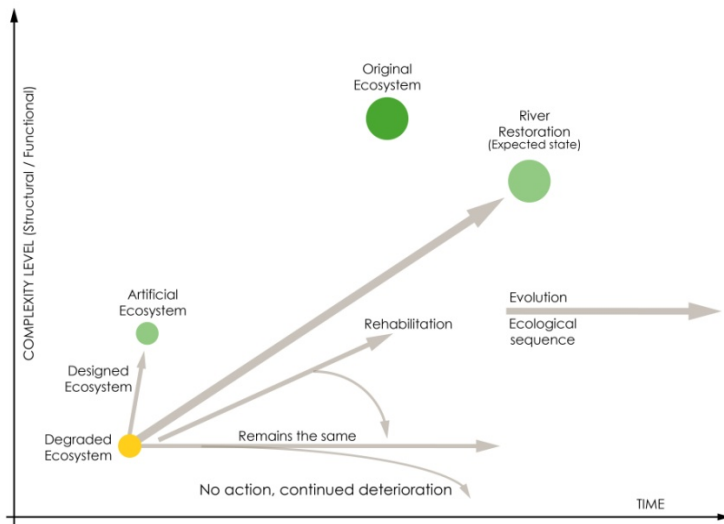 Original
Ecosystem
River
Restoration
(Expected state)
COMPLEXITY LEVEL (Structural / Functional)
Artificial
Ecosystem
Evolution
Ecological
sequence
Rehabilitation
Designed
Ecosystem
Degraded
Ecosystem
Remains the same
No action, continued deterioration
TIME